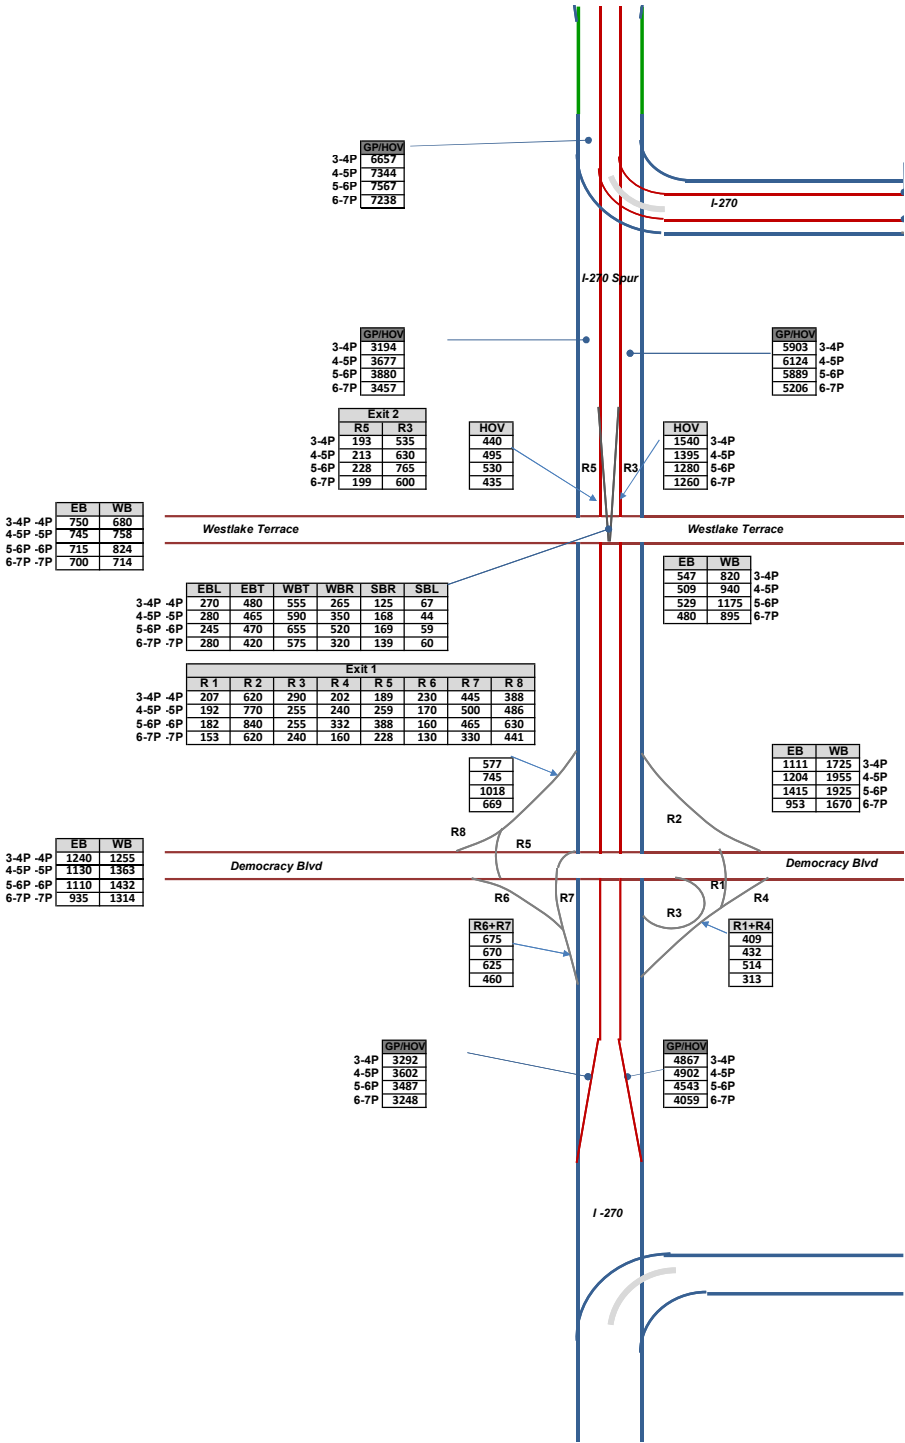 GP/HOV
3-4P 6657
4-5P 7344
5-6P 7567
6-7P 7238
I-270
I-270 Spur
GP/HOV
3-4P 3194
4-5P 3677
5-6P 3880
6-7P 3457
GP/HOV
5903 3-4P
6124 4-5P
5889 5-6P
5206 6-7P
Exit 2
R5 R3
3-4P 193 535
4-5P 213 630
5-6P 228 765
6-7P 199 600
HOV
440
495
530
435
R5 R3
HOV
1540 3-4P
1395 4-5P
1280 5-6P
1260 6-7P
EB WB
3-4P -4P 750 680
4-5P -5P 745 758
5-6P -6P 715 824
6-7P -7P 700 714
Westlake Terrace
Westlake Terrace
EB WB
547 820 3-4P
509 940 4-5P
529 1175 5-6P
480 895 6-7P
EBL EBT WBT WBR SBR SBL
3-4P -4P 270 480 555 265 125 67
4-5P -5P 280 465 590 350 168 44
5-6P -6P 245 470 655 520 169 59
6-7P -7P 280 420 575 320 139 60
Exit 1
R 1 R 2 R 3 R 4 R 5 R 6 R 7 R 8
3-4P -4P 207 620 290 202 189 230 445 388
4-5P -5P 192 770 255 240 259 170 500 486
5-6P -6P 182 840 255 332 388 160 465 630
6-7P -7P 153 620 240 160 228 130 330 441
577
745
1018
669
EB WB
1111 1725 3-4P
1204 1955 4-5P
1415 1925 5-6P
953 1670 6-7P
R8
R5
R2
EB WB
3-4P -4P 1240 1255
4-5P -5P 1130 1363
5-6P -6P 1110 1432
6-7P -7P 935 1314
Democracy Blvd
Democracy Blvd
R6
R7
R3
R1
R4
R6+R7
675
670
625
460
R1+R4
409
432
514
313
GP/HOV
3-4P 3292
4-5P 3602
5-6P 3487
6-7P 3248
GP/HOV
4867 3-4P
4902 4-5P
4543 5-6P
4059 6-7P
I -270